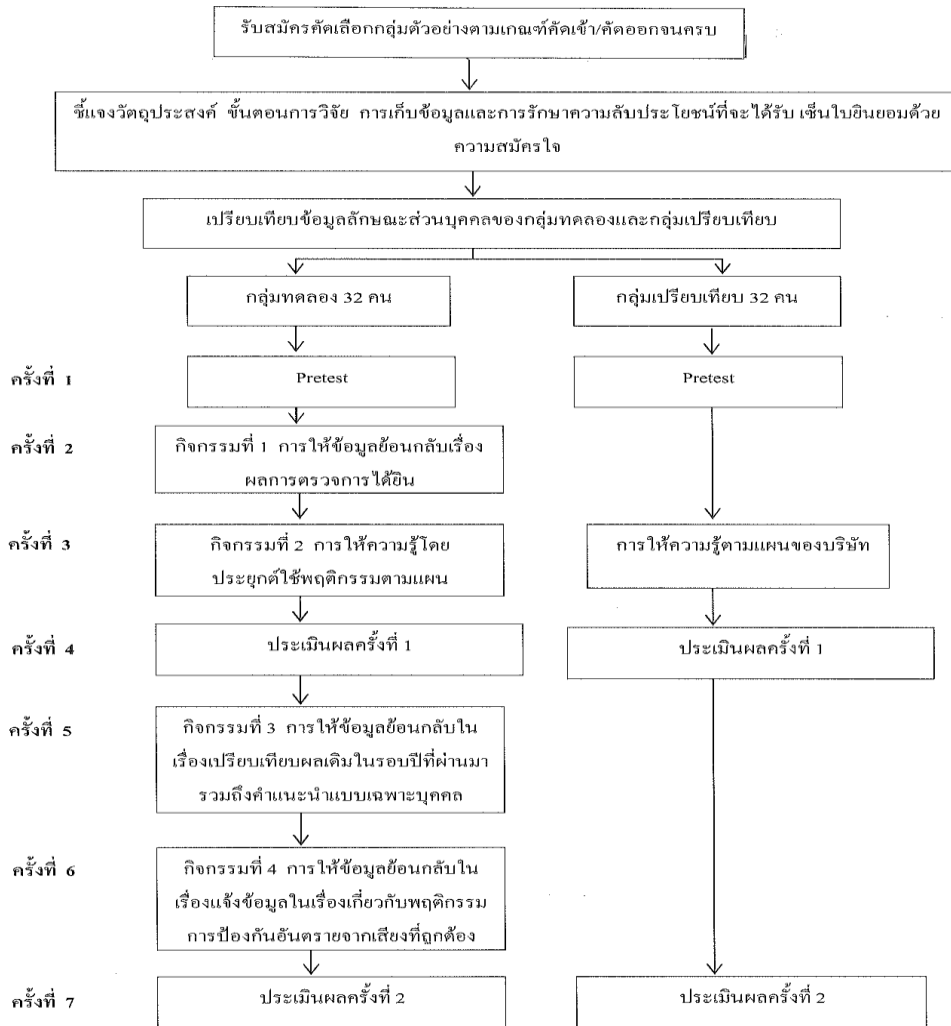 รับสมัครคัดเลือกกลุ่มตัวอย่างตามเกณฑ์คัดเข้า/คัดออกจนครบ
ชี้แจงวัตถุประสงค์ ขั้นตอนการวิจัย การเก็บข้อมูลและการรักษาความลับประโยชน์ที่จะได้รับ เซ็นใบยินยอมด้วย
ความสมัครใจ
เปรียบเทียบข้อมูลลักษณะส่วนบุคคลของกลุ่มทดลองและกลุ่มเปรียบเทียบ
กลุ่มทดลอง 32 คน
กลุ่มเปรียบเทียบ 32 คน
ครั้งที่ 1
Pretest
Pretest
ครั้งที่ 2
กิจกรรมที่ 1 การให้ข้อมูลย้อนกลับเรื่อง
ผลการตรวจการได้ยิน
ครั้งที่ 3
กิจกรรมที่ 2 การให้ความรู้โดย
ประยุกต์ใช้พฤติกรรมตามแผน
การให้ความรู้ตามแผนของบริษัท
ครั้งที่ 4
ประเมินผลครั้งที่ 1
ประเมินผลครั้งที่ 1
ครั้งที่ 5
กิจกรรมที่ 3 การให้ข้อมูลย้อนกลับใน
เรื่องเปรียบเทียบผลเดิมในรอบปีที่ผ่านมา
รวมถึงคำแนะนำแบบเฉพาะบุคคล
ครั้งที่ 6
กิจกรรมที่ 4 การให้ข้อมูลย้อนกลับใน
เรื่องแจ้งข้อมูลในเรื่องเกี่ยวกับพฤติกรรม
การป้องกันอันตรายจากเสียงที่ถูกต้อง
ครั้งที่ 7
ประเมินผลครั้งที่ 2
ประเมินผลครั้งที่ 2